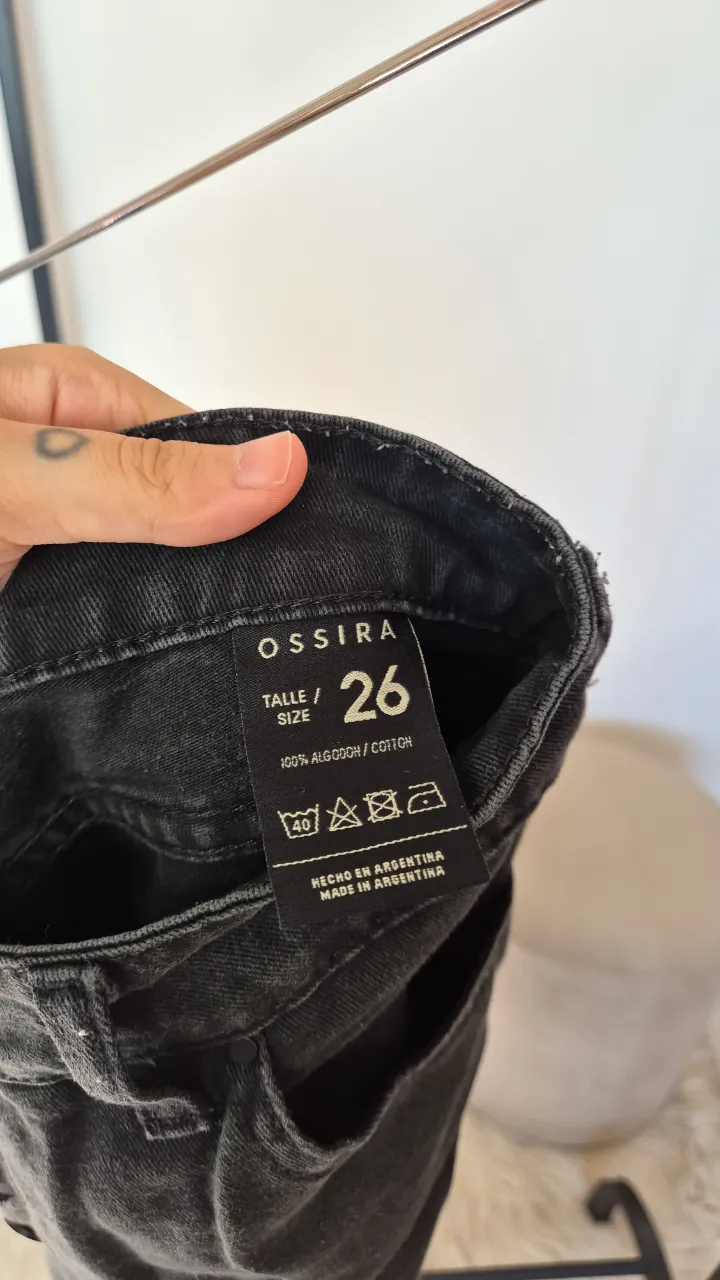 OSSIRA
TALLE / SIZE 26
100% ALGODON / COTTON
40
HECHO EN ARGENTINA
MADE IN ARGENTINA